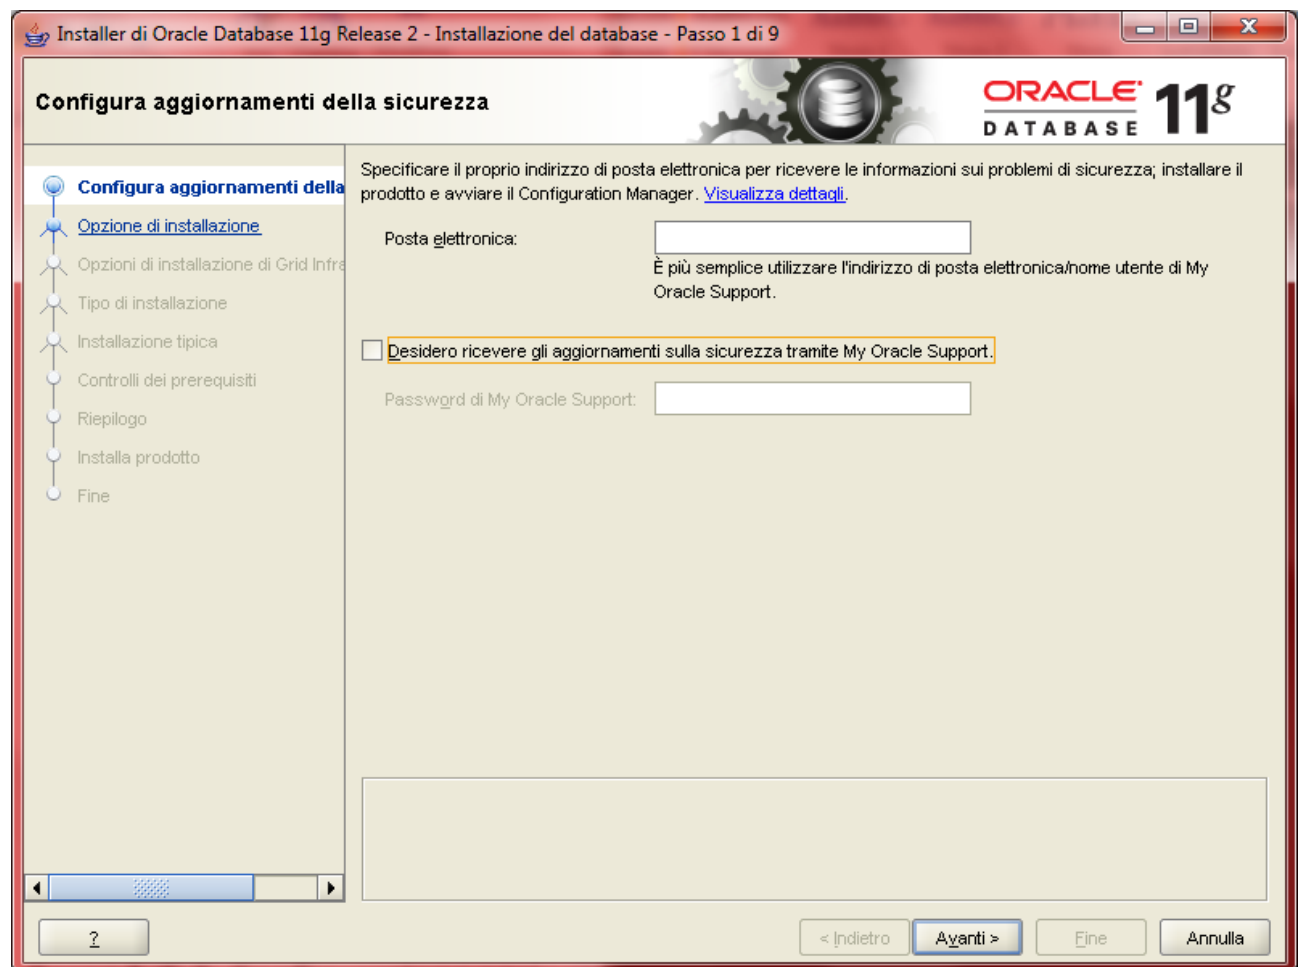 Installer di Oracle Database 11g Release 2 - Installazione del database - Passo 1 di 9
Configura aggiornamenti della sicurezza
ORACLE
DATABASE
11g
Configura aggiornamenti della
Opzione di installazione
Opzioni di installazione di Grid Infra
Tipo di installazione
Installazione tipica
Controlli dei prerequisiti
Riepilogo
Installa prodotto
Fine
Specificare il proprio indirizzo di posta elettronica per ricevere le informazioni sui problemi di sicurezza; installare il
prodotto e avviare il Configuration Manager. Visualizza dettagli.
Posta elettronica:
È più semplice utilizzare l'indirizzo di posta elettronica/nome utente di My
Oracle Support.
Desidero ricevere gli aggiornamenti sulla sicurezza tramite My Oracle Support.
Password di My Oracle Support:
?
< Indietro
Avanti >
Fine
Annulla